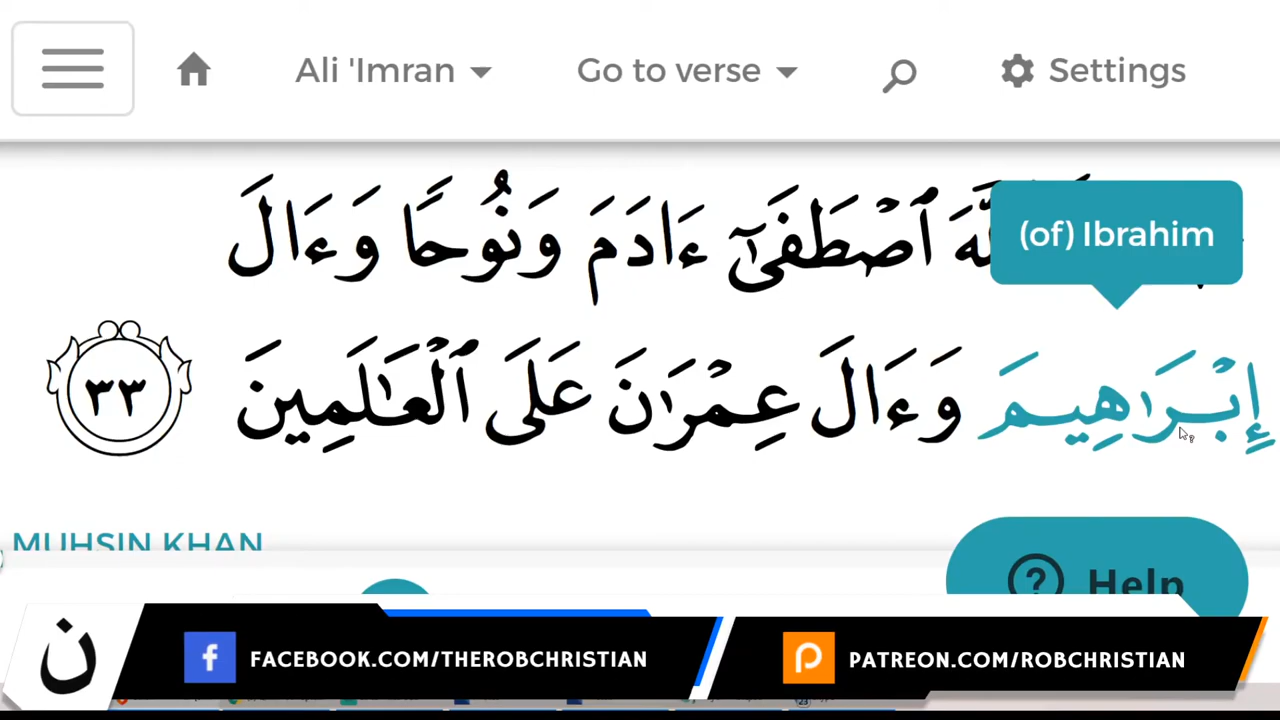 Ali 'Imran
Go to verse
Settings
(of) Ibrahim
ٱصْطَفَىٰٓ ءَادَمَ وَنُوحًا وَءَالَ
إِبْرَٰهِيمَ وَءَالَ عِمْرَٰنَ عَلَى ٱلْعَـٰلَمِينَ ٣٣
MUHSIN KHAN
Help
ن
FACEBOOK.COM/THEROBCHRISTIAN
PATREON.COM/ROBCHRISTIAN